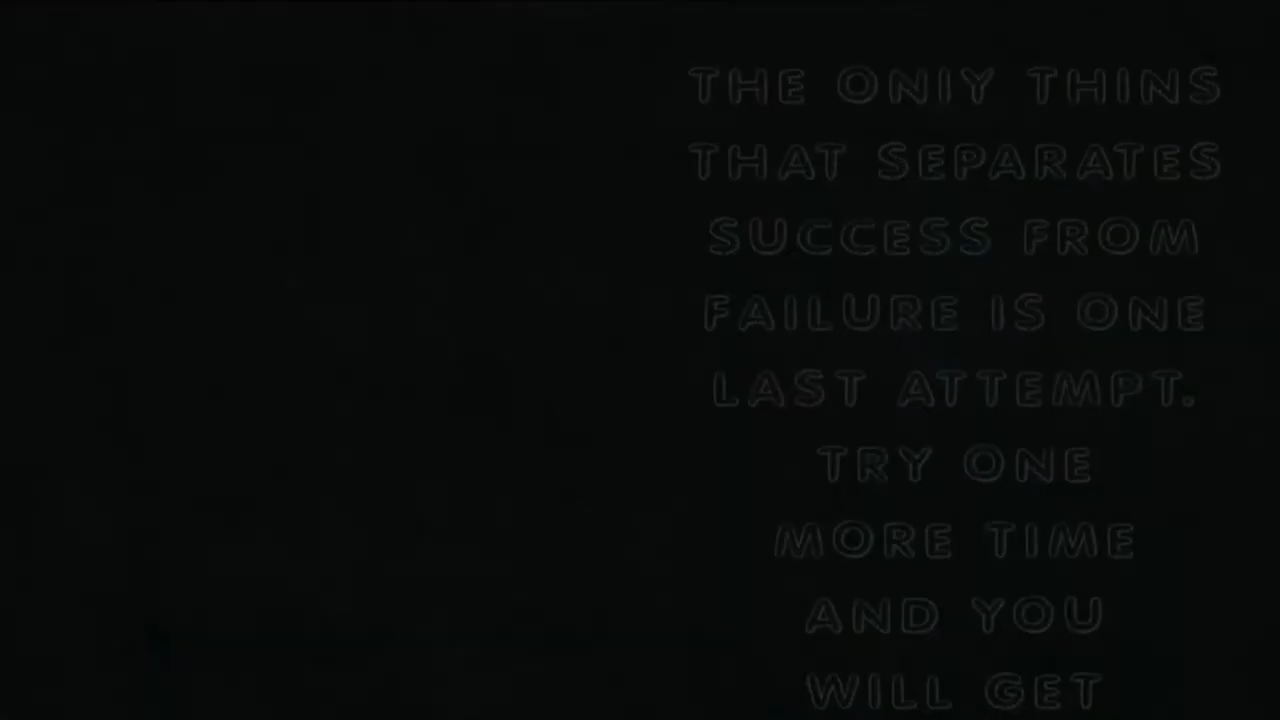 THE ONIY THINS
THAT SEPARATES
SUCCESS FROM
FAILURE IS ONE
LAST ATTEMPT.
TRY ONE
MORE TIME
AND YOU
WILL GET